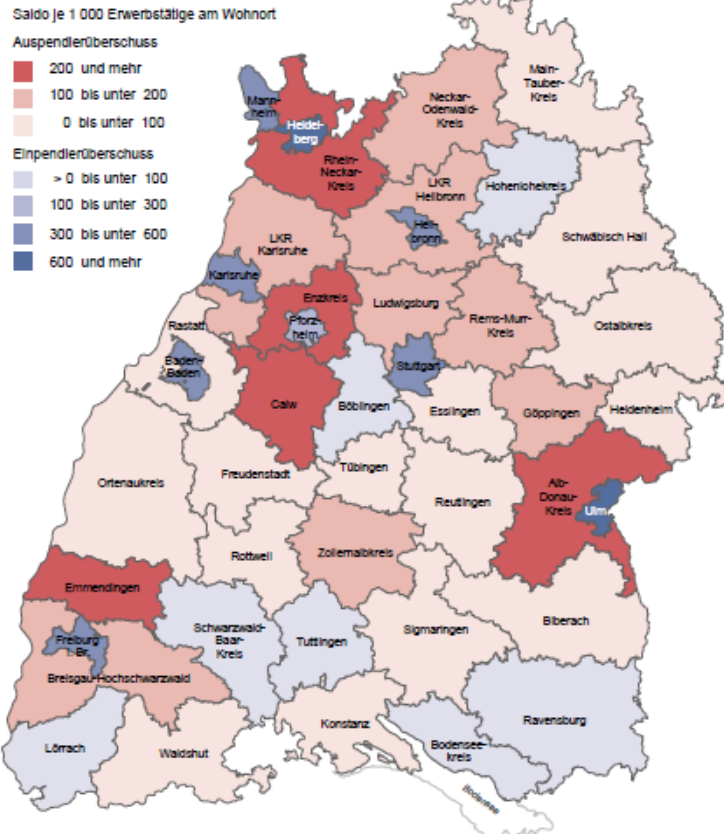 Saldo je 1 000 Erwerbstätige am Wohnort
Auspendlerüberschuss
200 und mehr
100 bis unter 200
0 bis unter 100
Einpendlerüberschuss
> 0 bis unter 100
100 bis unter 300
300 bis unter 600
600 und mehr
Main-
Tauber-
Kreis
Mann-
heim
Neckar-
Odenwald-
Kreis
Heidel-
berg
Rhein-
Neckar-
Kreis
LKR
Heilbronn
Hohenlohekreis
Heil-
bronn
Schwäbisch Hall
LKR
Karlsruhe
Karlsruhe
Enzkreis
Ludwigsburg
Pforz-
heim
Rems-Murr-
Kreis
Rastatt
Ostalbkreis
Baden-
Baden
Stuttgart
Calw
Böblingen
Esslingen
Göppingen
Heidenheim
Tübingen
Freudenstadt
Ortenaukreis
Reutlingen
Alb-
Donau-
Kreis
Ulm
Rottweil
Zollernalbkreis
Emmendingen
Schwarzwald-
Baar-
Kreis
Tuttlingen
Sigmaringen
Biberach
Freiburg
i. Br.
Breisgau-Hochschwarzwald
Konstanz
Ravensburg
Lörrach
Waldshut
Bodensee-
kreis
Bodensee